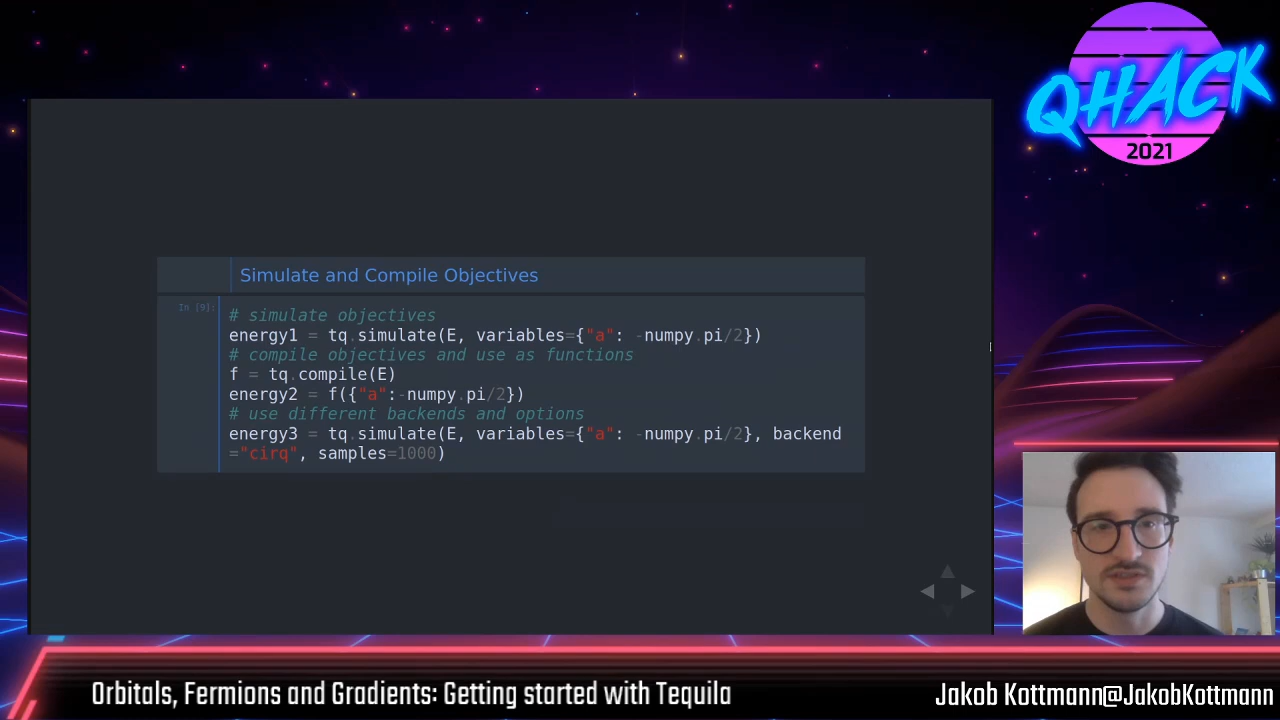 QHACK
2021
Simulate and Compile Objectives
In [9]:
# simulate objectives
energy1 = tq.simulate(E, variables={"a": -numpy.pi/2})
# compile objectives and use as functions
f = tq.compile(E)
energy2 = f({"a":-numpy.pi/2})
# use different backends and options
energy3 = tq.simulate(E, variables={"a": -numpy.pi/2}, backend
="cirq", samples=1000)
Orbitals, Fermions and Gradients: Getting started with Tequila
Jakob Kottmann@JakobKottmann